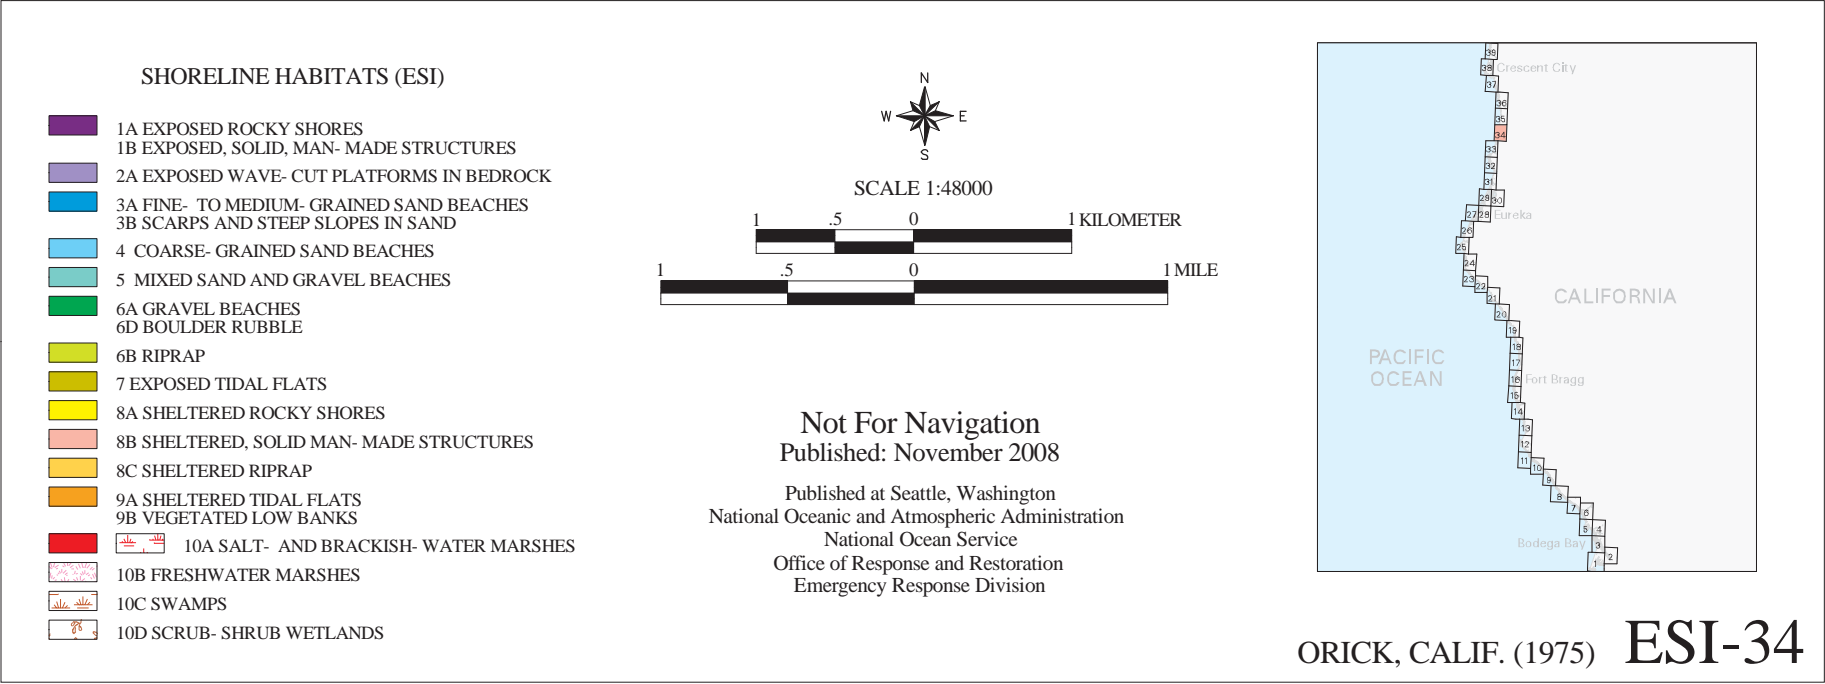 SHORELINE HABITATS (ESI)
1A EXPOSED ROCKY SHORES
1B EXPOSED, SOLID, MAN- MADE STRUCTURES
2A EXPOSED WAVE- CUT PLATFORMS IN BEDROCK
3A FINE- TO MEDIUM- GRAINED SAND BEACHES
3B SCARPS AND STEEP SLOPES IN SAND
4 COARSE- GRAINED SAND BEACHES
5 MIXED SAND AND GRAVEL BEACHES
6A GRAVEL BEACHES
6D BOULDER RUBBLE
6B RIPRAP
7 EXPOSED TIDAL FLATS
8A SHELTERED ROCKY SHORES
8B SHELTERED, SOLID MAN- MADE STRUCTURES
8C SHELTERED RIPRAP
9A SHELTERED TIDAL FLATS
9B VEGETATED LOW BANKS
10A SALT- AND BRACKISH- WATER MARSHES
10B FRESHWATER MARSHES
10C SWAMPS
10D SCRUB- SHRUB WETLANDS
N
W E
S
SCALE 1:48000
1 .5 0 1 KILOMETER
1 .5 0 1 MILE
Not For Navigation
Published: November 2008
Published at Seattle, Washington
National Oceanic and Atmospheric Administration
National Ocean Service
Office of Response and Restoration
Emergency Response Division
39
38 Crescent City
37
36
35
34
33
32
31
29 30
27 28 Eureka
26
25
24
23
22
21
CALIFORNIA
20
19
18
PACIFIC
OCEAN
17
16 Fort Bragg
15
14
13
12
11
10
9
8
7
6
5 4
Bodega Bay 3
2
1
ORICK, CALIF. (1975) ESI-34